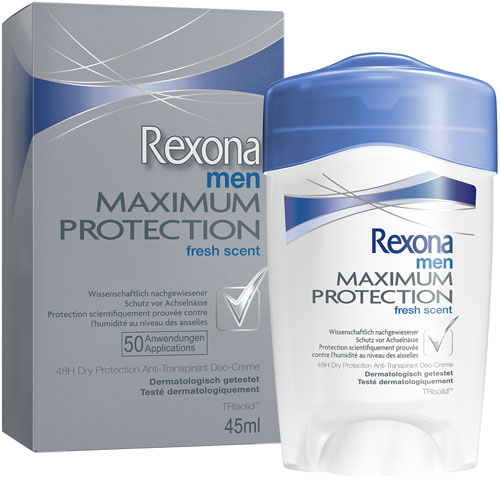 Rexona
men
MAXIMUM
PROTECTION
fresh scent
Wissenschaftlich nachgewiesener
Schutz vor Achselnässe
Protection scientifiquement prouvée contre
l'humidité au niveau des aisselles
50 Anwendungen
Applications
48H Dry Protection Anti-Transpirant Deo-Creme
Dermatologisch getestet
Testé dermatologiquement
TRIsolid™
45ml
Rexona
men
MAXIMUM
PROTECTION
fresh scent
Wissenschaftlich nachgewiesener
Schutz vor Achselnässe
Protection scientifiquement prouvée
contre l'humidité au niveau des aisselles
48H Dry Protection Anti-Transpirant Deo-Creme
Dermatologisch getestet
Testé dermatologiquement
TRIsolid™